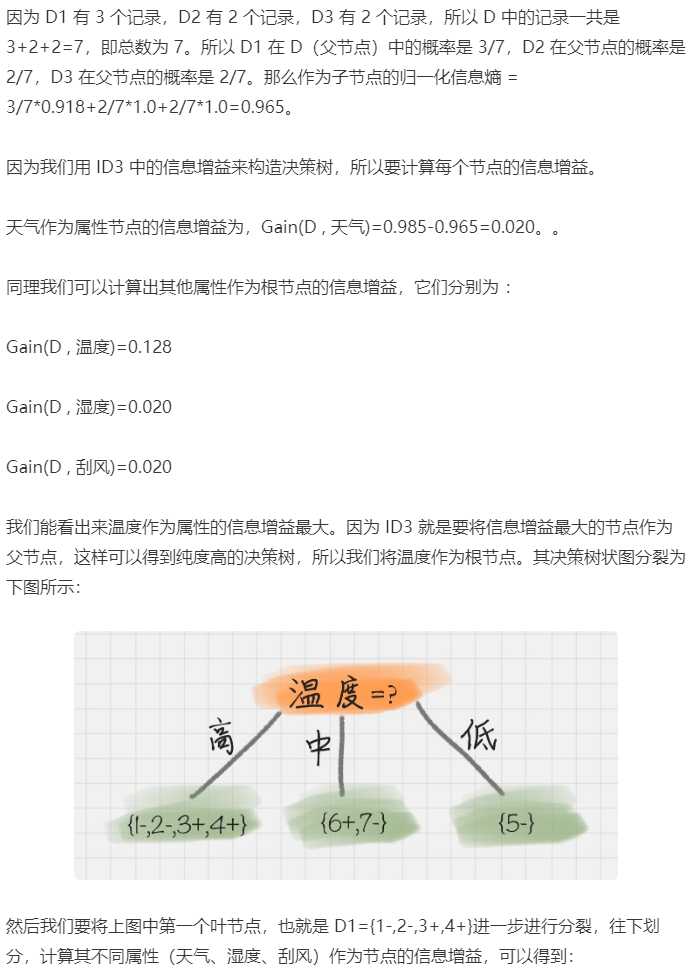 因为 D1 有 3 个记录，D2 有 2 个记录，D3 有 2 个记录，所以 D 中的记录一共是
3+2+2=7，即总数为 7。所以 D1 在 D（父节点）中的概率是 3/7，D2 在父节点的概率是
2/7，D3 在父节点的概率是 2/7。那么作为子节点的归一化信息熵 =
3/7*0.918+2/7*1.0+2/7*1.0=0.965。
因为我们用 ID3 中的信息增益来构造决策树，所以要计算每个节点的信息增益。
天气作为属性节点的信息增益为，Gain(D , 天气)=0.985-0.965=0.020。。
同理我们可以计算出其他属性作为根节点的信息增益，它们分别为 ：
Gain(D , 温度)=0.128
Gain(D , 湿度)=0.020
Gain(D , 刮风)=0.020
我们能看出来温度作为属性的信息增益最大。因为 ID3 就是要将信息增益最大的节点作为
父节点，这样可以得到纯度高的决策树，所以我们将温度作为根节点。其决策树状图分裂为
下图所示：
温度=?
高
中
低
{1-,2-,3+,4+}
{6+,7-}
{5-}
然后我们要将上图中第一个叶节点，也就是 D1={1-,2-,3+,4+}进一步进行分裂，往下划
分，计算其不同属性（天气、湿度、刮风）作为节点的信息增益，可以得到：